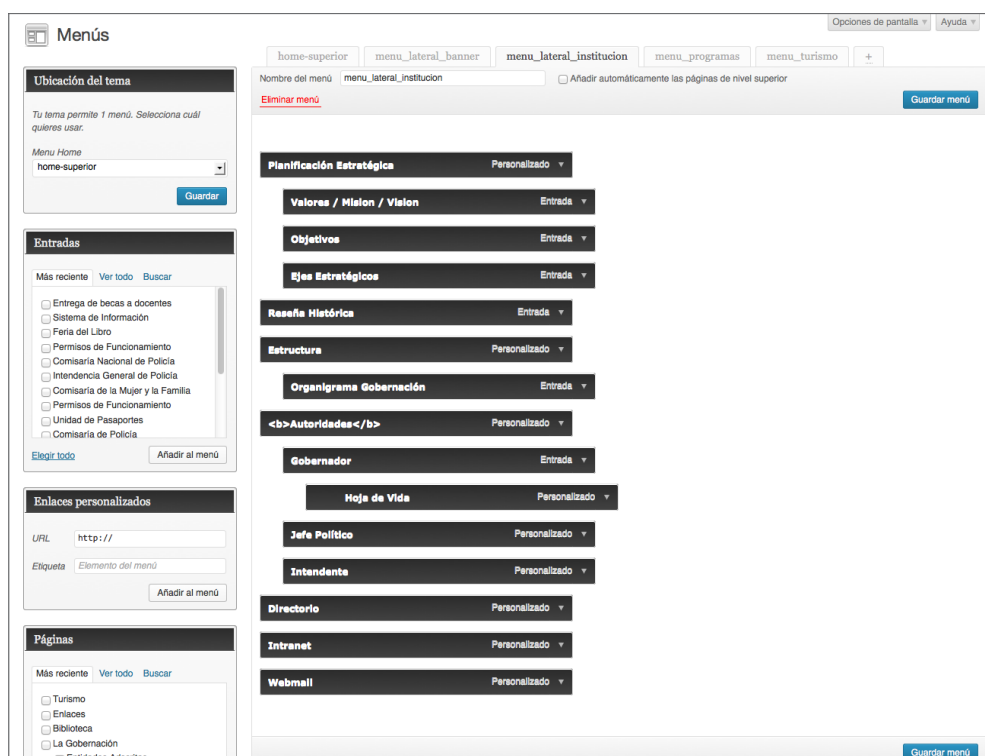 Opciones de pantalla
Ayuda
Menús
home-superior
menu_lateral_banner
menu_lateral_institucion
menu_programas
menu_turismo
+
Ubicación del tema
Tu tema permite 1 menú. Selecciona cuál
quieres usar.
Menu Home
home-superior
Guardar
Entradas
Más reciente Ver todo Buscar
Entrega de becas a docentes
Sistema de Información
Feria del Libro
Permisos de Funcionamiento
Comisaría Nacional de Policía
Intendencia General de Policía
Comisaría de la Mujer y la Familia
Permisos de Funcionamiento
Unidad de Pasaportes
Comisaría de Policía
Elegir todo
Añadir al menú
Enlaces personalizados
URL http://
Etiqueta Elemento del menú
Añadir al menú
Páginas
Más reciente Ver todo Buscar
Turismo
Enlaces
Biblioteca
La Gobernación
Entidades Adscritas
Nombre del menú menu_lateral_institucion
Añadir automáticamente las páginas de nivel superior
Eliminar menú
Guardar menú
Planificación Estratégica Personalizado
Valores / Mision / Vision Entrada
Objetivos Entrada
Ejes Estratégicos Entrada
Reseña Histórica Entrada
Estructura Personalizado
Organigrama Gobernación Entrada
<b>Autoridades</b> Personalizado
Gobernador Entrada
Hoja de Vida Personalizado
Jefe Político Personalizado
Intendente Personalizado
Directorio Personalizado
Intranet Personalizado
Webmail Personalizado
Guardar menú